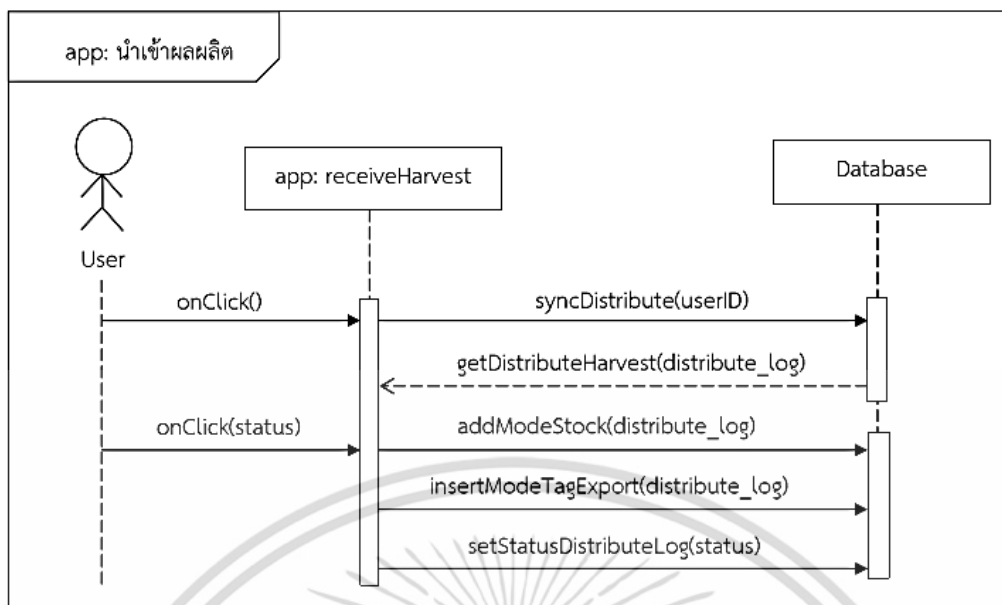 app: นำเข้าผลผลิต
app: receiveHarvest
Database
User
onClick()
syncDistribute(userID)
getDistributeHarvest(distribute_log)
onClick(status)
addModeStock(distribute_log)
insertModeTagExport(distribute_log)
setStatusDistributeLog(status)